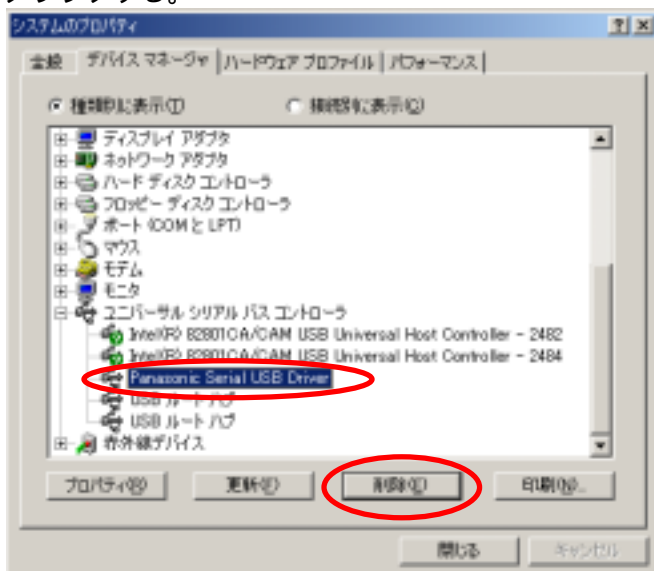 システムのプロパティ
全般 デバイス マネージャ ハードウェア プロファイル パフォーマンス
種類別に表示(T) 接続別に表示(C)
ディスプレイ アダプタ
ネットワーク アダプタ
ハード ディスク コントローラ
フロッピー ディスク コントローラ
ポート (COM と LPT)
マウス
モデム
モニタ
ユニバーサル シリアル バス コントローラ
Intel(R) 82801CA/CAM USB Universal Host Controller - 2482
Intel(R) 82801CA/CAM USB Universal Host Controller - 2484
Panasonic Serial USB Driver
USB ルート ハブ
USB ルート ハブ
赤外線デバイス
プロパティ(R) 更新(F) 削除(E) 印刷(N)...
閉じる キャンセル